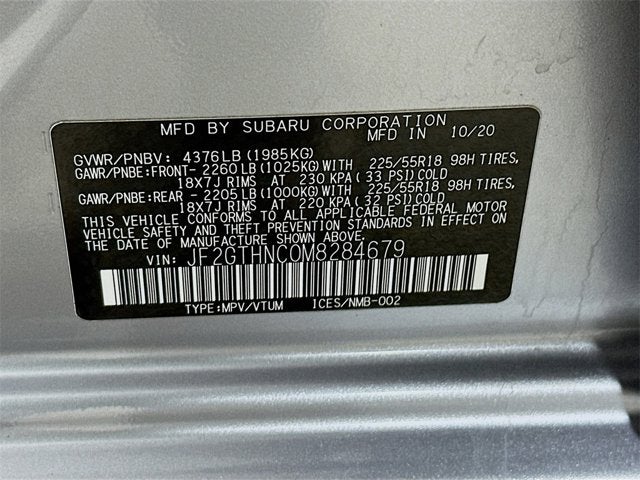 MFD BY SUBARU CORPORATION
MFD IN 10/20
GVWR/PNBV: 4376LB (1985KG)
GAWR/PNBE:FRONT- 2260LB (1025KG)WITH 225/55R18 98H TIRES,
18X7J RIMS AT 230 KPA (33 PSI)COLD
GAWR/PNBE:REAR - 2205LB (1000KG)WITH 225/55R18 98H TIRES,
18X7J RIMS AT 220 KPA (32 PSI)COLD
THIS VEHICLE CONFORMS TO ALL APPLICABLE FEDERAL MOTOR
VEHICLE SAFETY AND THEFT PREVENTION STANDARDS IN EFFECT
ON THE DATE OF MANUFACTURE SHOWN ABOVE.
VIN: JF2GTHNC0M8284679
TYPE:MPV/VTUM ICES/NMB-002